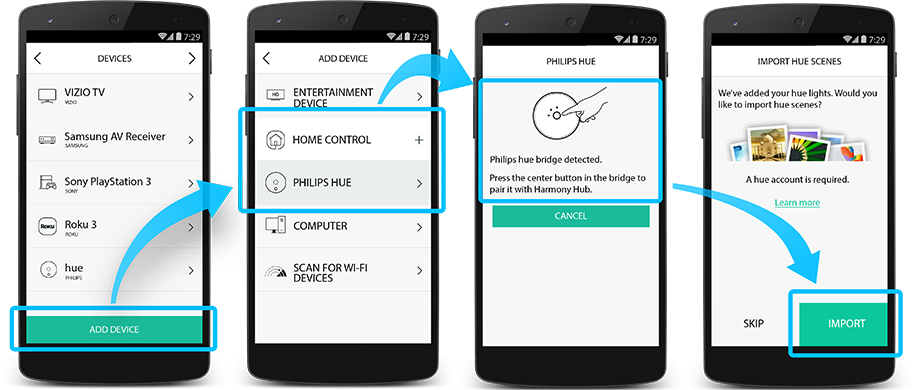 7:29
DEVICES
VIZIO TV
VIZIO
Samsung AV Receiver
SAMSUNG
Sony PlayStation 3
SONY
Roku
Roku 3
ROKU
hue
PHILIPS
ADD DEVICE
7:29
ADD DEVICE
HD
ENTERTAINMENT
DEVICE
HOME CONTROL
PHILIPS HUE
COMPUTER
SCAN FOR WI-FI
DEVICES
7:29
PHILIPS HUE
Philips hue bridge detected.
Press the center button in the bridge to
pair it with Harmony Hub.
CANCEL
7:29
IMPORT HUE SCENES
We've added your hue lights. Would you
like to import hue scenes?
A hue account is required.
Learn more
SKIP
IMPORT